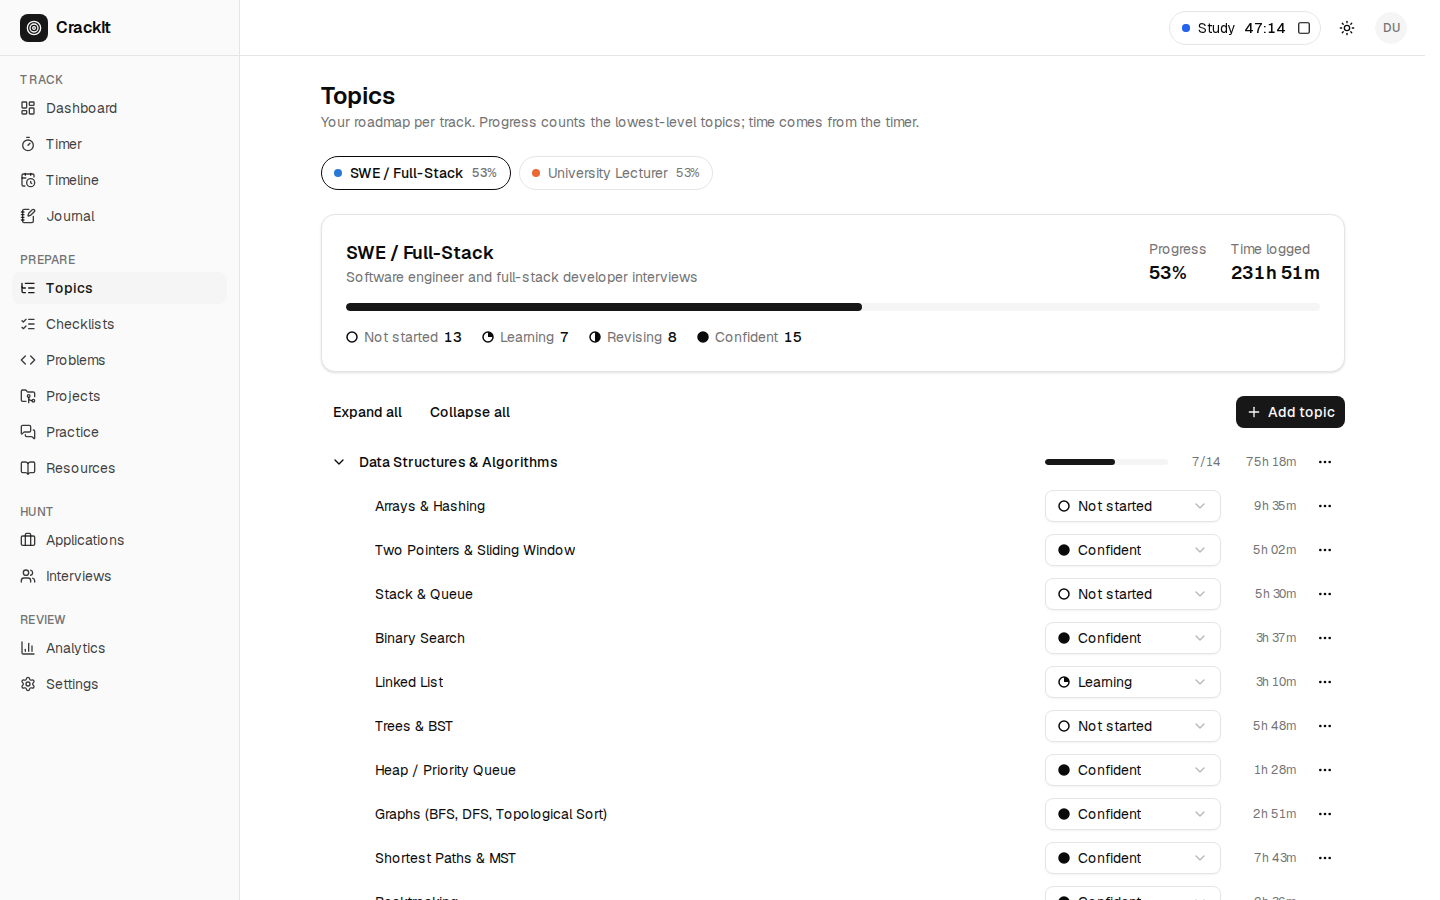 CrackIt
Study 47:14
DU
TRACK
Dashboard
Timer
Timeline
Journal
PREPARE
Topics
Checklists
Problems
Projects
Practice
Resources
HUNT
Applications
Interviews
REVIEW
Analytics
Settings
Topics
Your roadmap per track. Progress counts the lowest-level topics; time comes from the timer.
SWE / Full-Stack 53%
University Lecturer 53%
SWE / Full-Stack
Software engineer and full-stack developer interviews
Progress
53%
Time logged
231h 51m
Not started 13
Learning 7
Revising 8
Confident 15
Expand all
Collapse all
Add topic
Data Structures & Algorithms 7/14 75h 18m
Arrays & Hashing Not started 9h 35m
Two Pointers & Sliding Window Confident 5h 02m
Stack & Queue Not started 5h 30m
Binary Search Confident 3h 37m
Linked List Learning 3h 10m
Trees & BST Not started 5h 48m
Heap / Priority Queue Confident 1h 28m
Graphs (BFS, DFS, Topological Sort) Confident 2h 51m
Shortest Paths & MST Confident 7h 43m